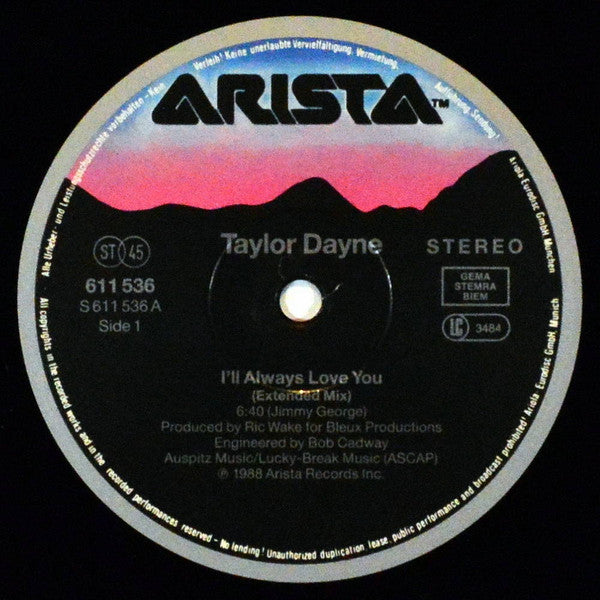 Alle Urheber- und Leistungsschutzrechte vorbehalten - Kein Verleih! Keine unerlaubte Vervielfältigung, Vermietung, Aufführung, Sendung!
ARISTA™
ST 45
Taylor Dayne
STEREO
611 536
S 611 536 A
Side 1
GEMA
STEMRA
BIEM
LC 3484
I'll Always Love You
(Extended Mix)
6:40 (Jimmy George)
Produced by Ric Wake for Bleux Productions
Engineered by Bob Cadway
Auspitz Music/Lucky-Break Music (ASCAP)
℗ 1988 Arista Records Inc.
Ariola Eurodisc GmbH München
All copyrights in the recorded works and in the recorded performances reserved - No lending! Unauthorized duplication, lease, public performance and broadcast prohibited! Ariola Eurodisc GmbH, Munich